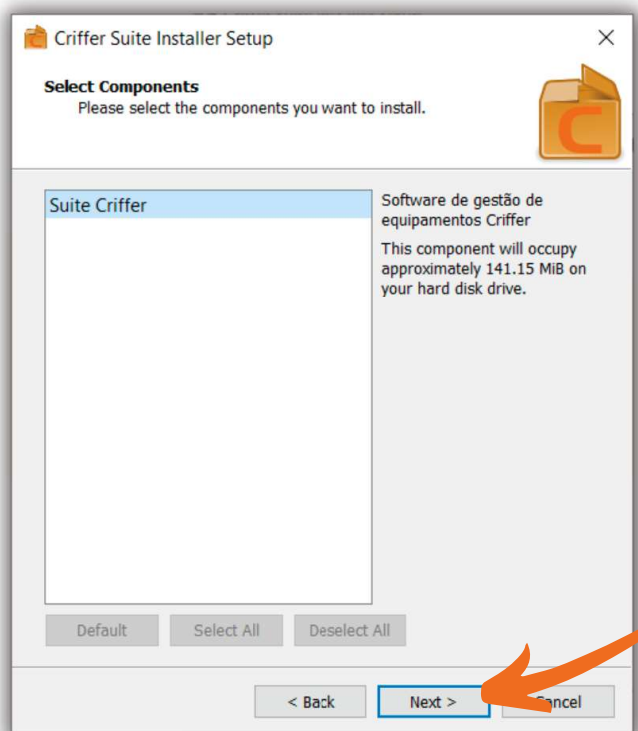 Criffer Suite Installer Setup
Select Components
Please select the components you want to install.
C
Suite Criffer
Software de gestão de
equipamentos Criffer
This component will occupy
approximately 141.15 MiB on
your hard disk drive.
Default Select All Deselect All
< Back Next > Cancel